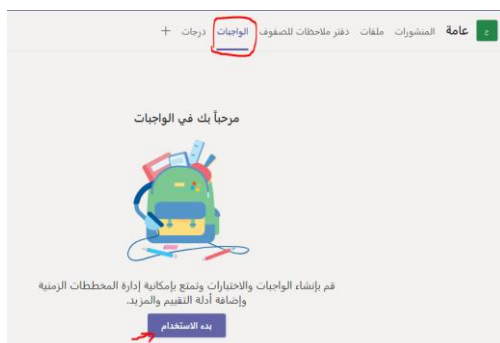 ع عامة المنشورات ملفات دفتر ملاحظات للصفوف الواجبات درجات +
مرحباً بك في الواجبات
قم بإنشاء الواجبات والاختبارات وتمتع بإمكانية إدارة المخططات الزمنية
وإضافة أدلة التقييم والمزيد.
بدء الاستخدام